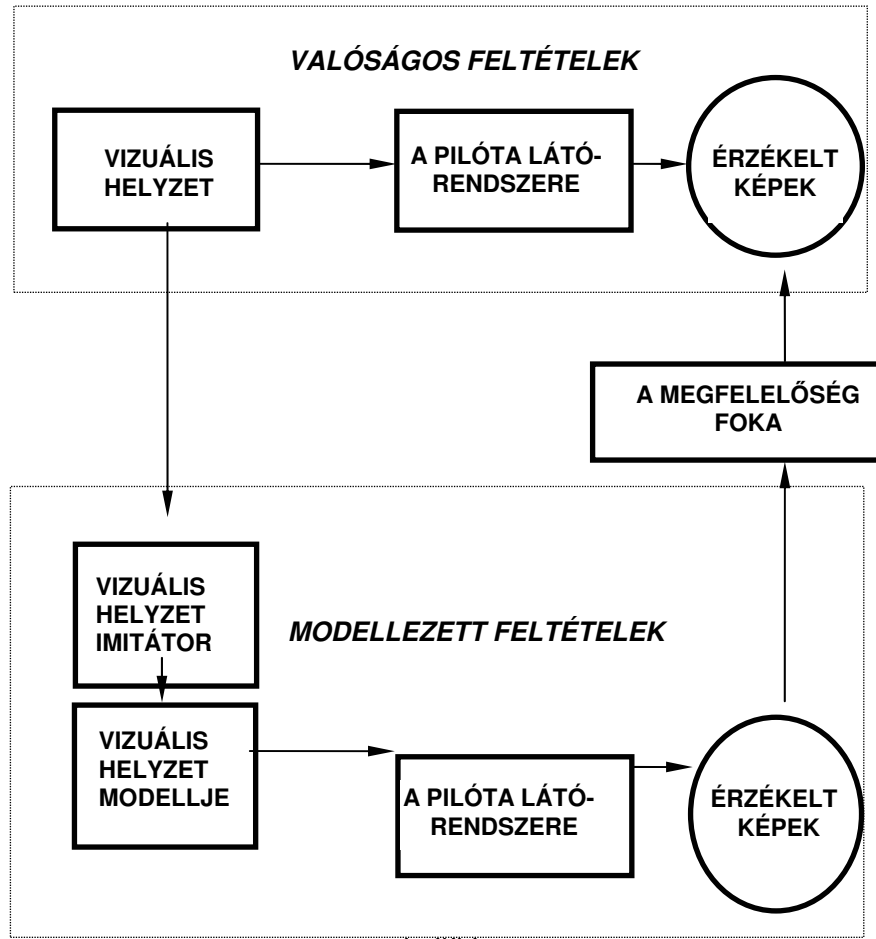 VALÓSÁGOS FELTÉTELEK
VIZUÁLIS
HELYZET
A PILÓTA LÁTÓ-
RENDSZERE
ÉRZÉKELT
KÉPEK
A MEGFELELŐSÉG
FOKA
VIZUÁLIS
HELYZET
IMITÁTOR
MODELLEZETT FELTÉTELEK
VIZUÁLIS
HELYZET
MODELLJE
A PILÓTA LÁTÓ-
RENDSZERE
ÉRZÉKELT
KÉPEK